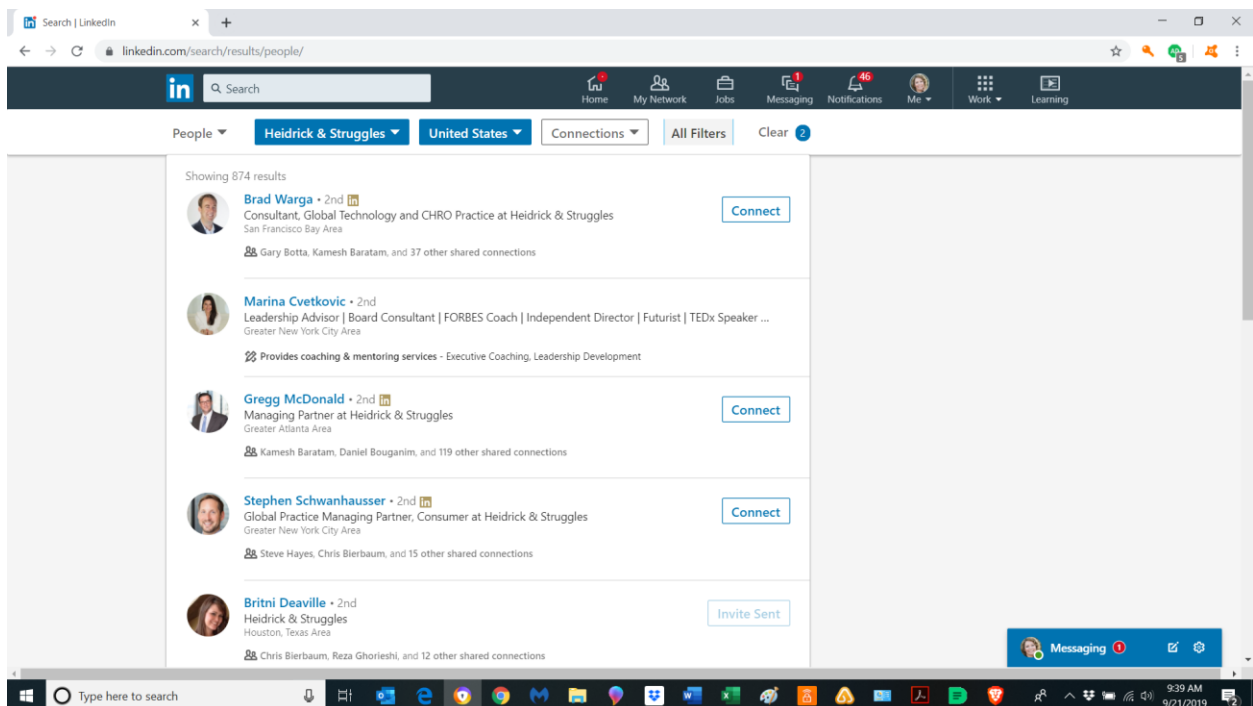 Search | LinkedIn
linkedin.com/search/results/people/
5
in
Search
Home
My Network
Jobs
1
Messaging
46
Notifications
Me
Work
Learning
People
Heidrick & Struggles
United States
Connections
All Filters
Clear 2
Showing 874 results
Brad Warga • 2nd in
Consultant, Global Technology and CHRO Practice at Heidrick & Struggles
San Francisco Bay Area
Gary Botta, Kamesh Baratam, and 37 other shared connections
Connect
Marina Cvetkovic • 2nd
Leadership Advisor | Board Consultant | FORBES Coach | Independent Director | Futurist | TEDx Speaker ...
Greater New York City Area
Provides coaching & mentoring services - Executive Coaching, Leadership Development
Gregg McDonald • 2nd in
Managing Partner at Heidrick & Struggles
Greater Atlanta Area
Kamesh Baratam, Daniel Bouganim, and 119 other shared connections
Connect
Stephen Schwanhausser • 2nd in
Global Practice Managing Partner, Consumer at Heidrick & Struggles
Greater New York City Area
Steve Hayes, Chris Bierbaum, and 15 other shared connections
Connect
Britni Deaville • 2nd
Heidrick & Struggles
Houston, Texas Area
Chris Bierbaum, Reza Ghorieshi, and 12 other shared connections
Invite Sent
Messaging 1
Type here to search
9:39 AM
9/21/2019
2